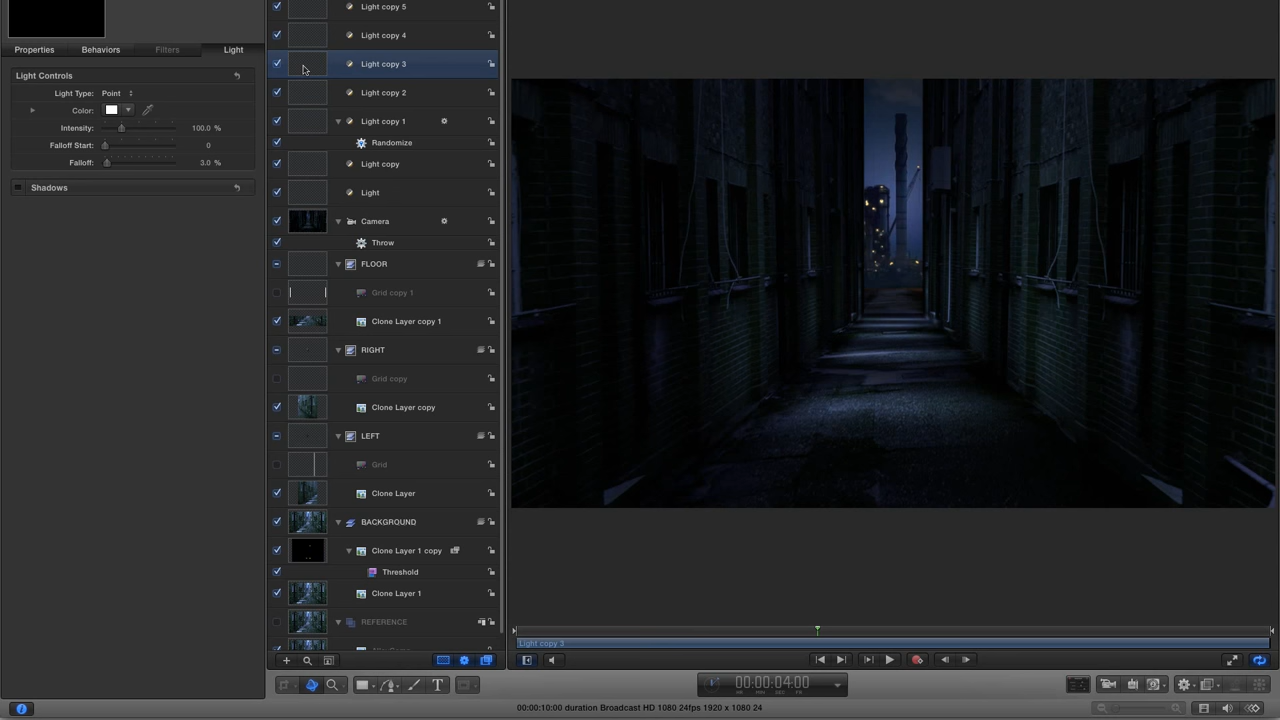 Properties
Behaviors
Filters
Light
Light Controls
Light Type: Point
Color:
Intensity: 100.0 %
Falloff Start: 0
Falloff: 3.0 %
Shadows
Light copy 5
Light copy 4
Light copy 3
Light copy 2
Light copy 1
Randomize
Light copy
Light
Camera
Throw
FLOOR
Grid copy 1
Clone Layer copy 1
RIGHT
Grid copy
Clone Layer copy
LEFT
Grid
Clone Layer
BACKGROUND
Clone Layer 1 copy
Threshold
Clone Layer 1
REFERENCE
Light copy 3
T
00:00:04:00
HR MIN SEC FR
00:00:10:00 duration Broadcast HD 1080 24fps 1920 x 1080 24